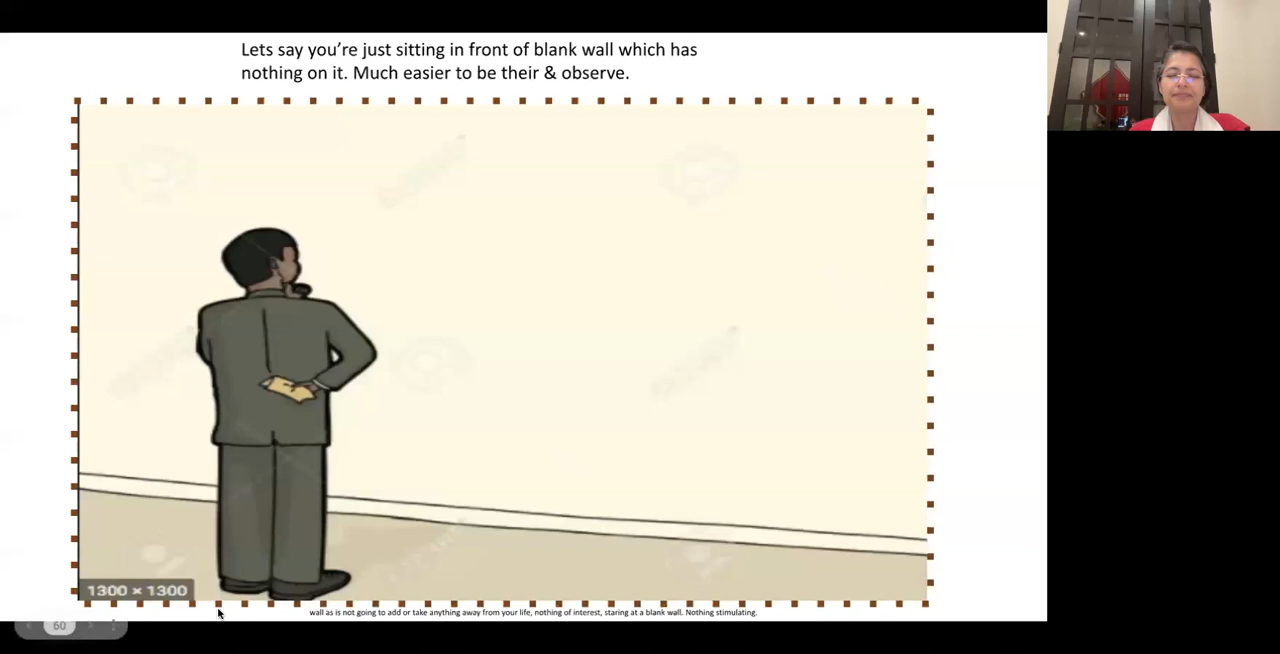 Lets say you’re just sitting in front of blank wall which has
nothing on it. Much easier to be their & observe.
1300 × 1300
wall as is not going to add or take anything away from your life, nothing of interest, staring at a blank wall. Nothing stimulating.
60